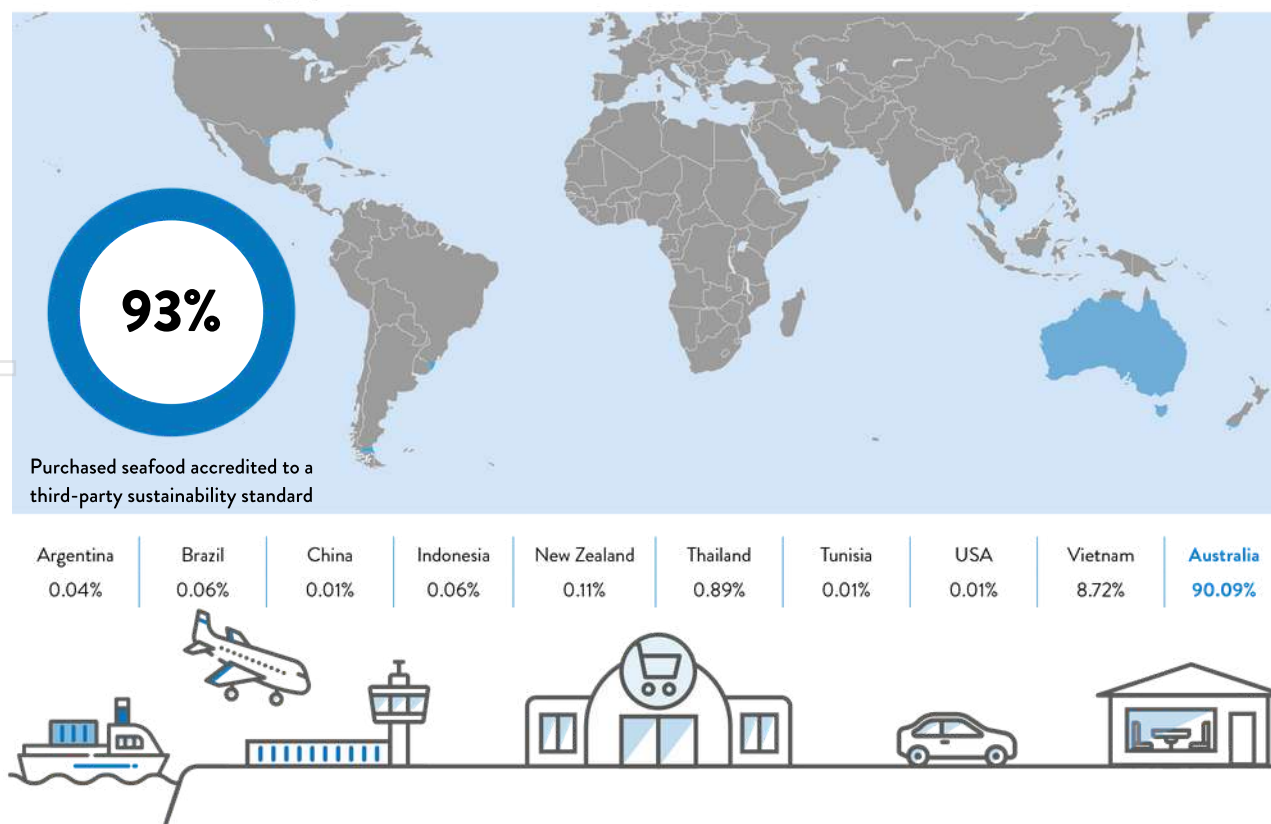 93%
Purchased seafood accredited to a
third-party sustainability standard
Argentina
0.04%
Brazil
0.06%
China
0.01%
Indonesia
0.06%
New Zealand
0.11%
Thailand
0.89%
Tunisia
0.01%
USA
0.01%
Vietnam
8.72%
Australia
90.09%